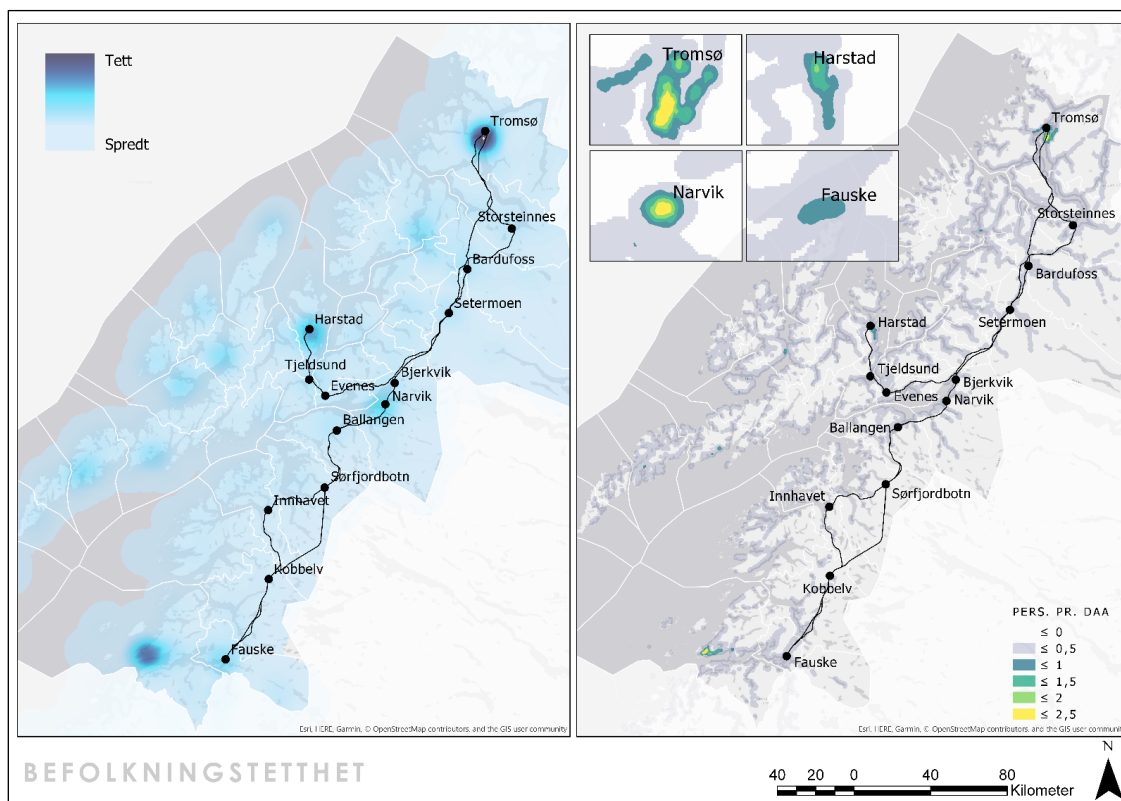 Tett
Spredt
Tromsø
Storsteinnes
Bardufoss
Setermoen
Harstad
Tjeldsund
Evenes
Bjerkvik
Narvik
Ballangen
Sørfjordbotn
Innhavet
Kobbelv
Fauske
Esri, HERE, Garmin, © OpenStreetMap contributors, and the GIS user community
Tromsø
Harstad
Narvik
Fauske
Tromsø
Storsteinnes
Bardufoss
Setermoen
Harstad
Tjeldsund
Evenes
Bjerkvik
Narvik
Ballangen
Sørfjordbotn
Innhavet
Kobbelv
Fauske
PERS. PR. DAA
≤ 0
≤ 0,5
≤ 1
≤ 1,5
≤ 2
≤ 2,5
Esri, HERE, Garmin, © OpenStreetMap contributors, and the GIS user community
BEFOLKNINGSTETTHET
40 20 0 40 80
Kilometer
N